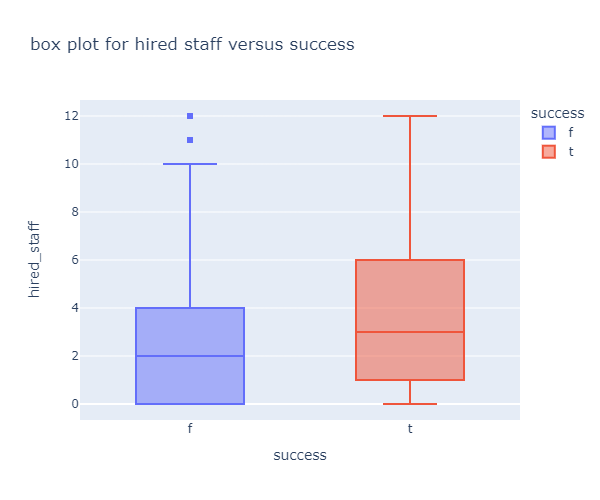 box plot for hired staff versus success
success
f
t
12
10
8
6
4
2
0
hired_staff
f
t
success